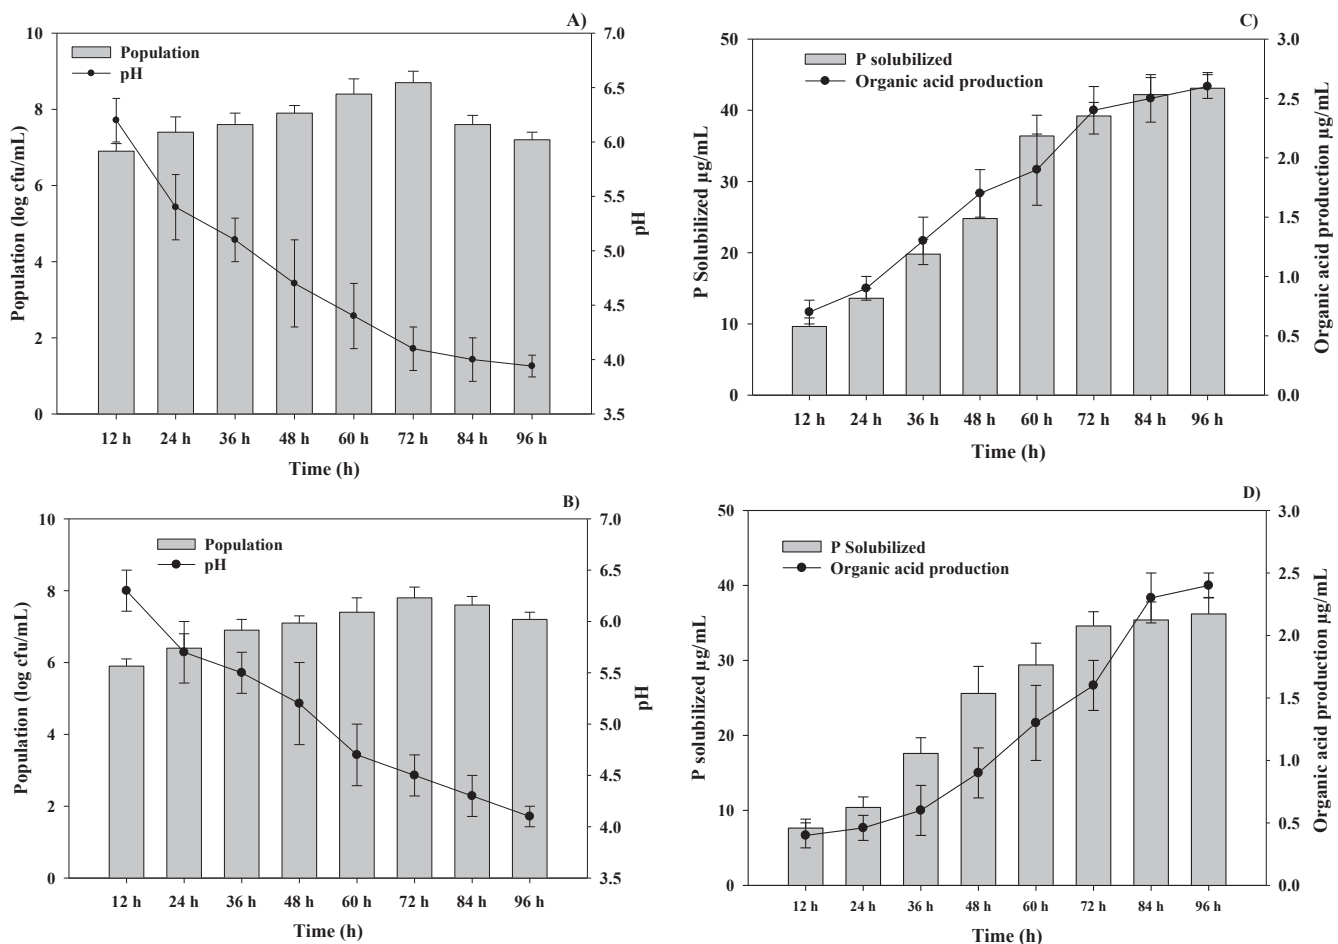 A)
Population
pH
Population (log cfu/mL)
10
8
6
4
2
0
7.0
6.5
6.0
5.5
5.0
4.5
4.0
3.5
pH
12 h 24 h 36 h 48 h 60 h 72 h 84 h 96 h
Time (h)
C)
P solubilized
Organic acid production
P Solubilized µg/mL
50
40
30
20
10
0
3.0
2.5
2.0
1.5
1.0
0.5
0.0
Organic acid production µg/mL
12 h 24 h 36 h 48 h 60 h 72 h 84 h 96 h
Time (h)
B)
Population
pH
Population (log cfu/mL)
10
8
6
4
2
0
7.0
6.5
6.0
5.5
5.0
4.5
4.0
3.5
pH
12 h 24 h 36 h 48 h 60 h 72 h 84 h 96 h
Time (h)
D)
P Solubilized
Organic acid production
P solubilized µg/mL
50
40
30
20
10
0
3.0
2.5
2.0
1.5
1.0
0.5
0.0
Organic acid production µg/mL
12 h 24 h 36 h 48 h 60 h 72 h 84 h 96 h
Time (h)